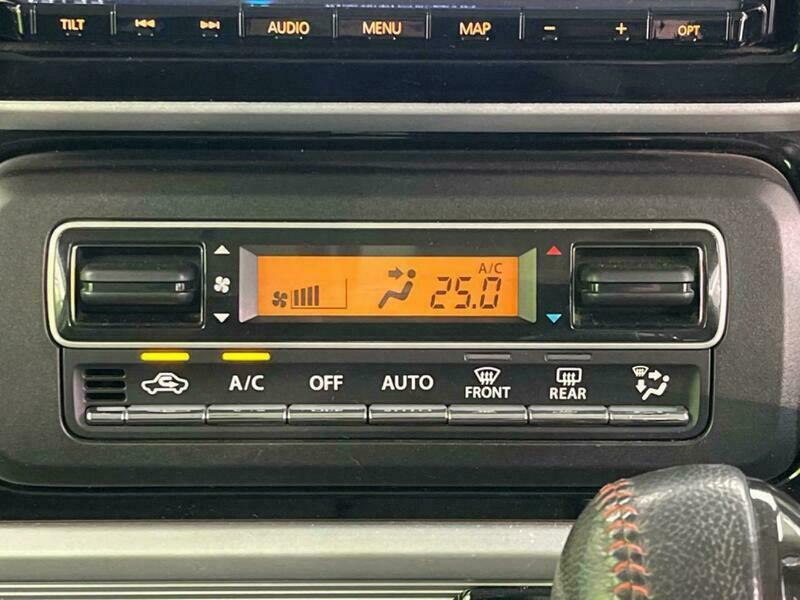 TILT AUDIO MENU MAP - + OPT
A/C
25.0
A/C OFF AUTO FRONT REAR